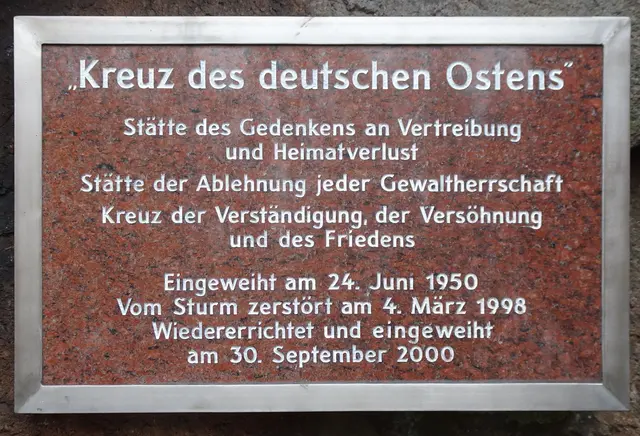 „Kreuz des deutschen Ostens“
Stätte des Gedenkens an Vertreibung
und Heimatverlust
Stätte der Ablehnung jeder Gewaltherrschaft
Kreuz der Verständigung, der Versöhnung
und des Friedens
Eingeweiht am 24. Juni 1950
Vom Sturm zerstört am 4. März 1998
Wiedererrichtet und eingeweiht
am 30. September 2000